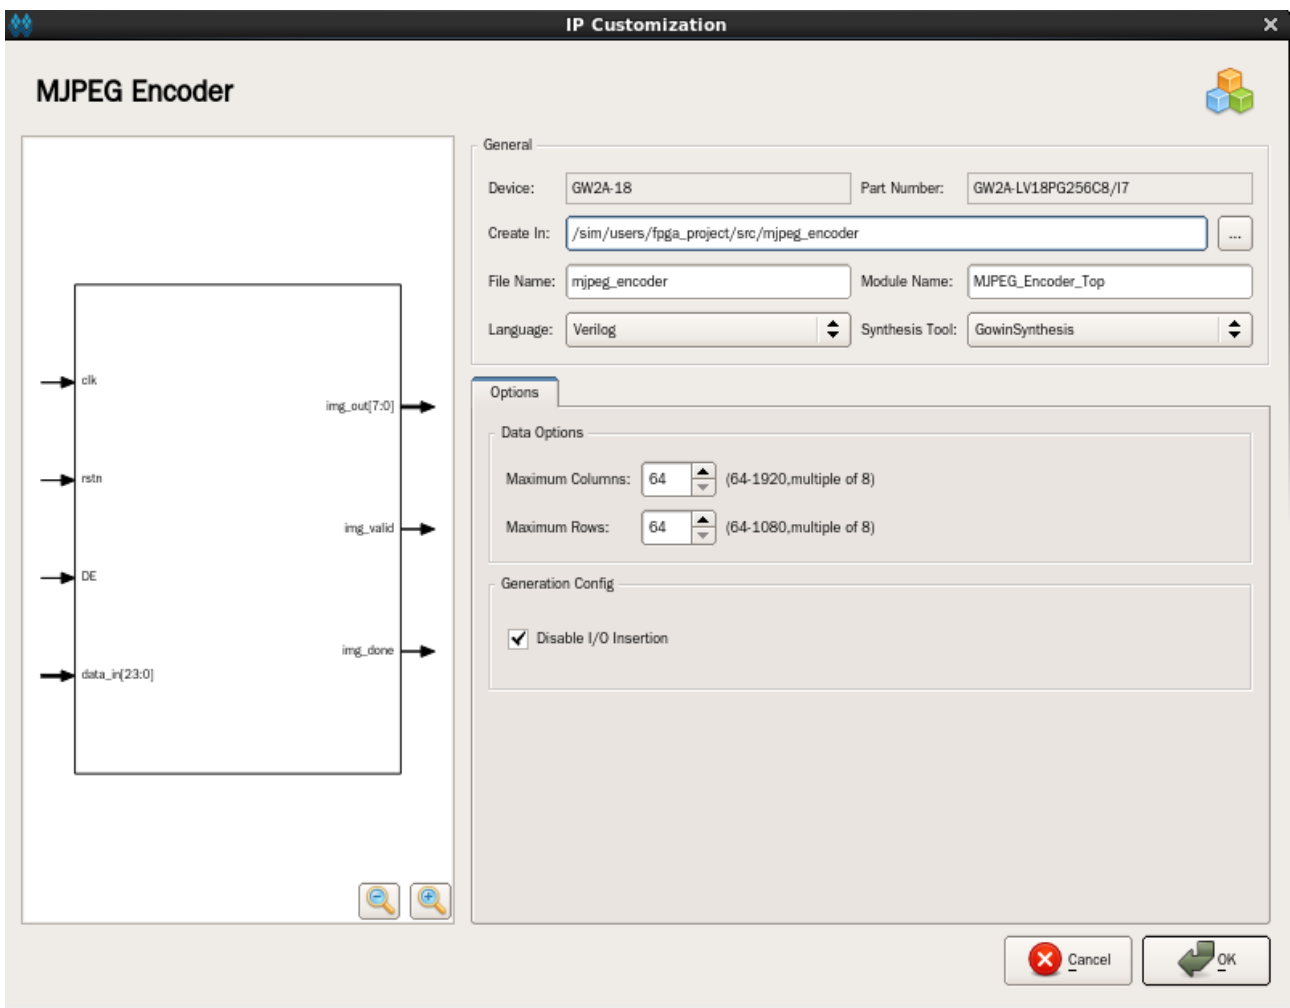 IP Customization
MJPEG Encoder
General
Device: GW2A-18 Part Number: GW2A-LV18PG256C8/I7
Create In: /sim/users/fpga_project/src/mjpeg_encoder ...
File Name: mjpeg_encoder Module Name: MJPEG_Encoder_Top
Language: Verilog Synthesis Tool: GowinSynthesis
clk
rstn
DE
data_in[23:0]
img_out[7:0]
img_valid
img_done
Options
Data Options
Maximum Columns: 64 (64-1920,multiple of 8)
Maximum Rows: 64 (64-1080,multiple of 8)
Generation Config
Disable I/O Insertion
Cancel OK